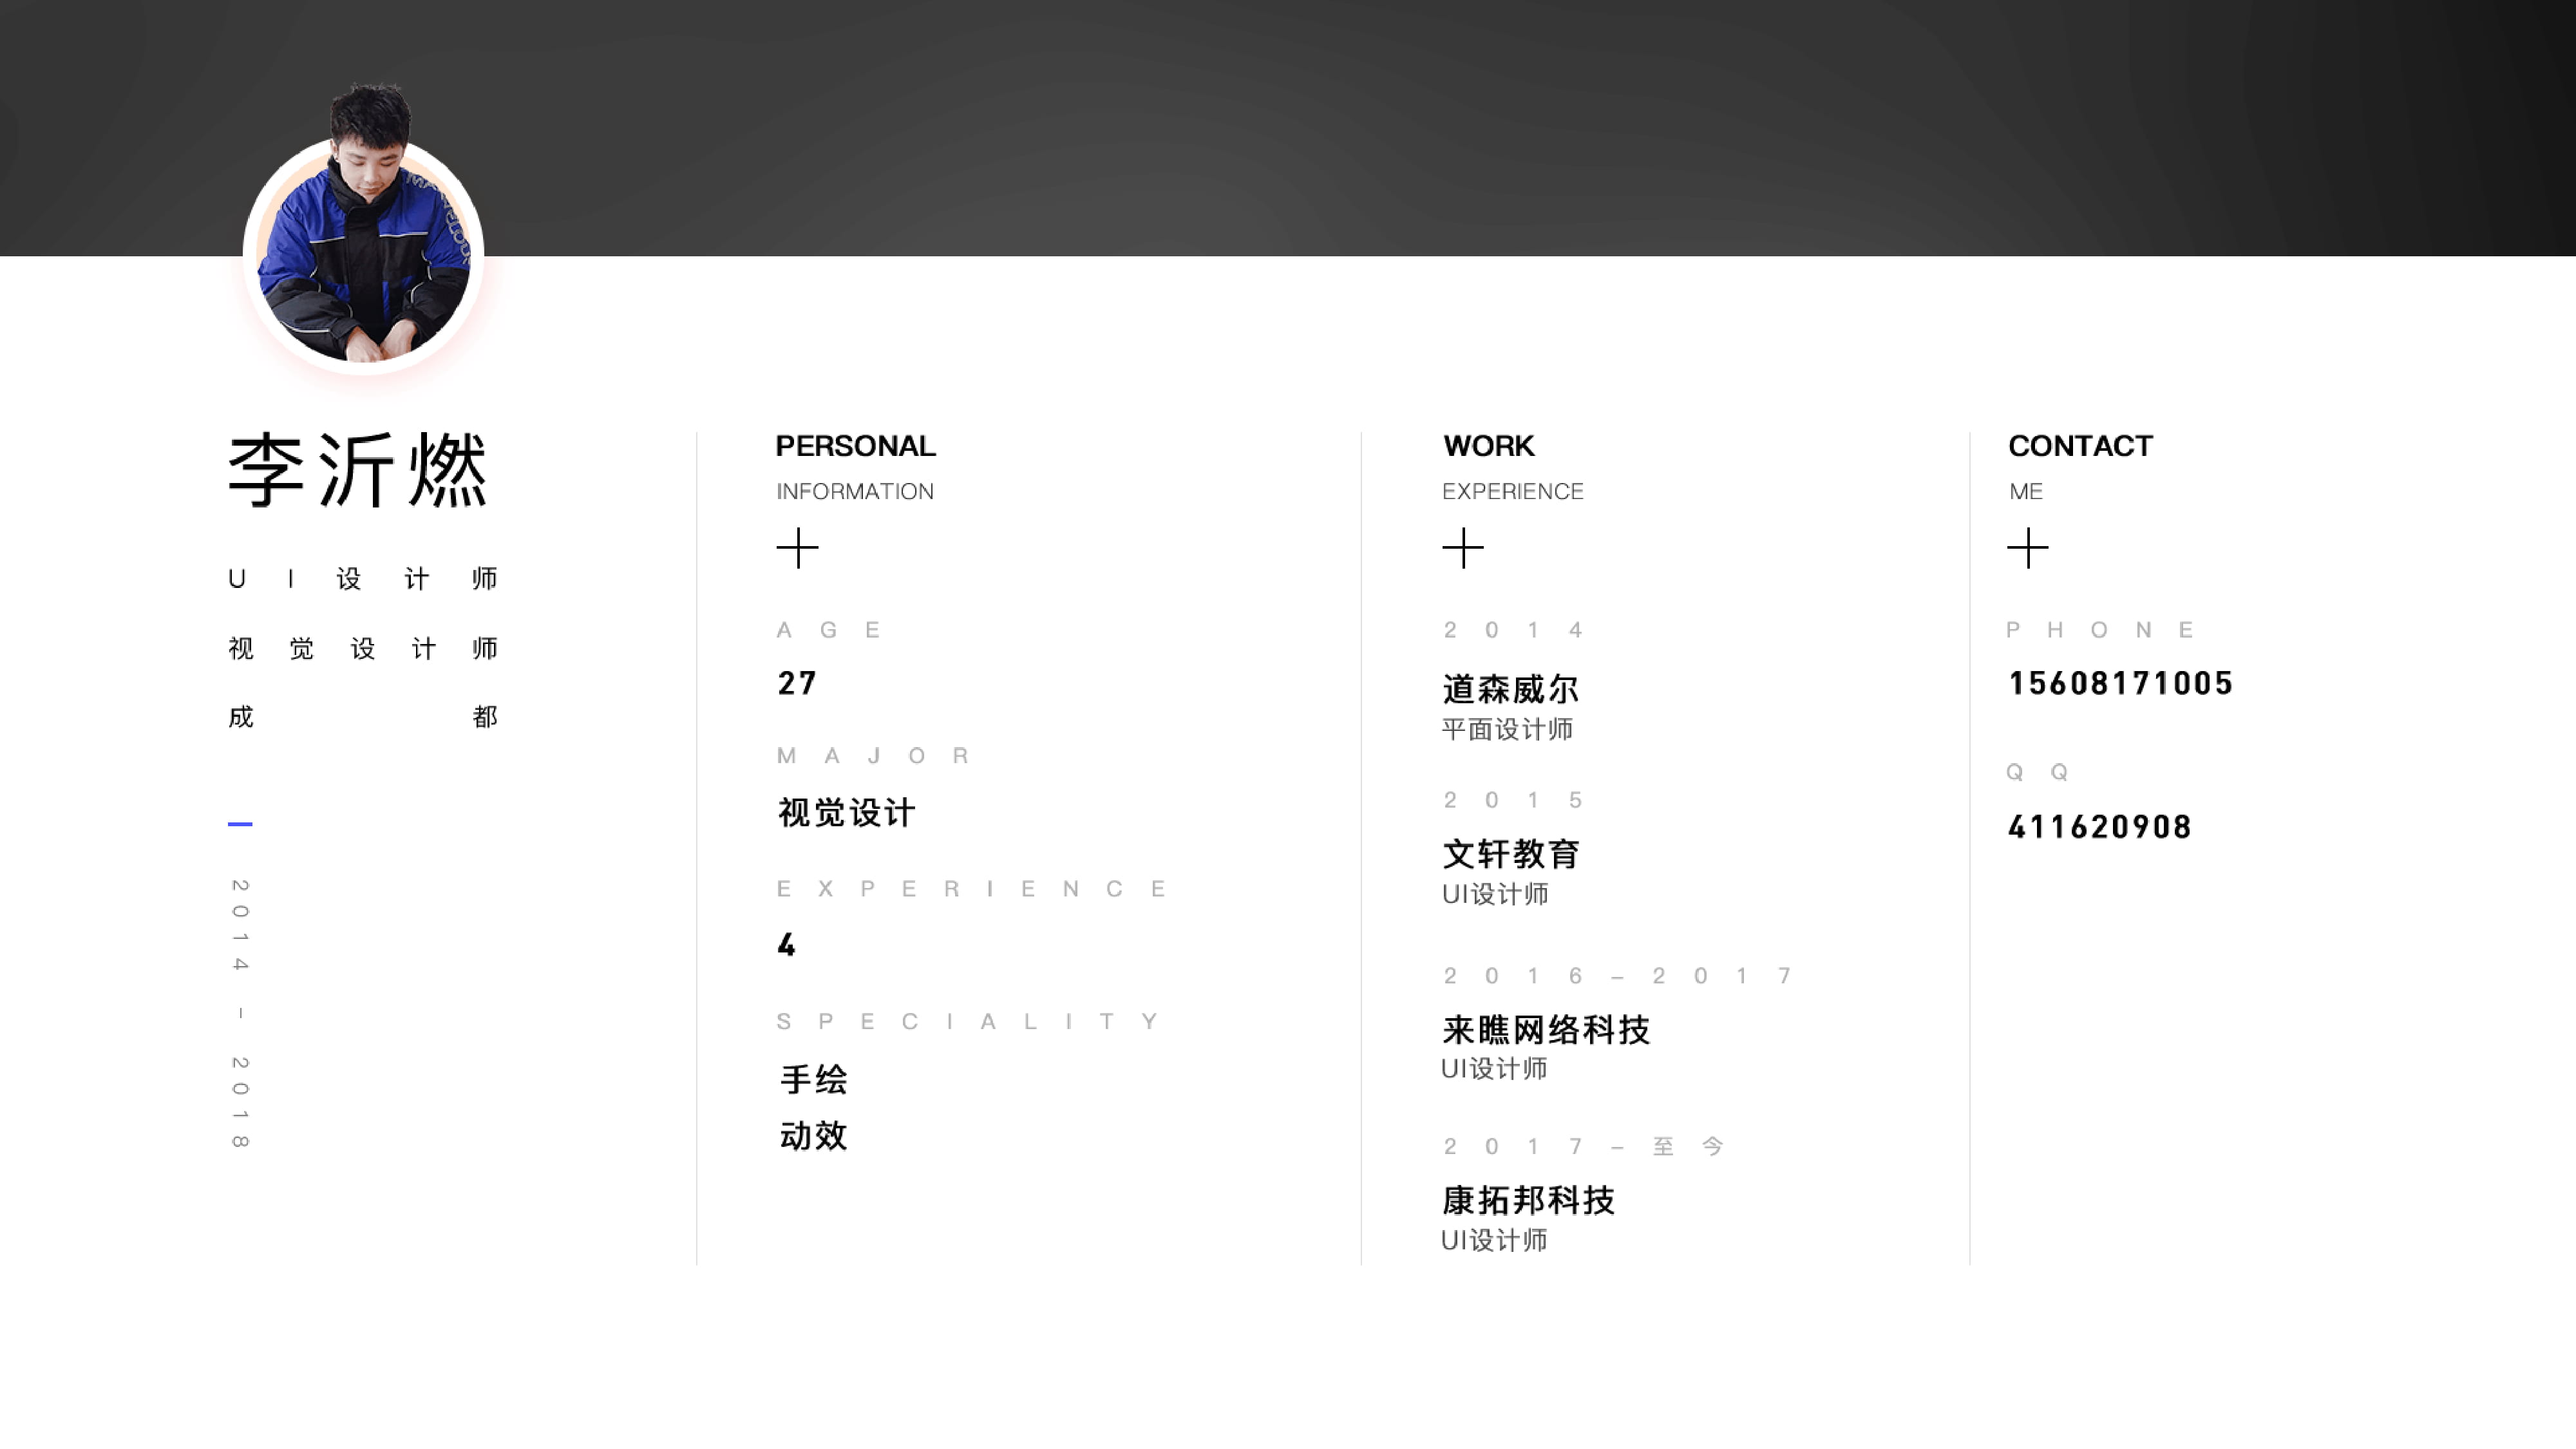 李沂燃
UI设计师
视觉设计师
成都
2014 – 2018
PERSONAL
INFORMATION
AGE
27
MAJOR
视觉设计
EXPERIENCE
4
SPECIALITY
手绘
动效
WORK
EXPERIENCE
2014
道森威尔
平面设计师
2015
文轩教育
UI设计师
2016–2017
来瞧网络科技
UI设计师
2017–至今
康拓邦科技
UI设计师
CONTACT
ME
PHONE
15608171005
QQ
411620908